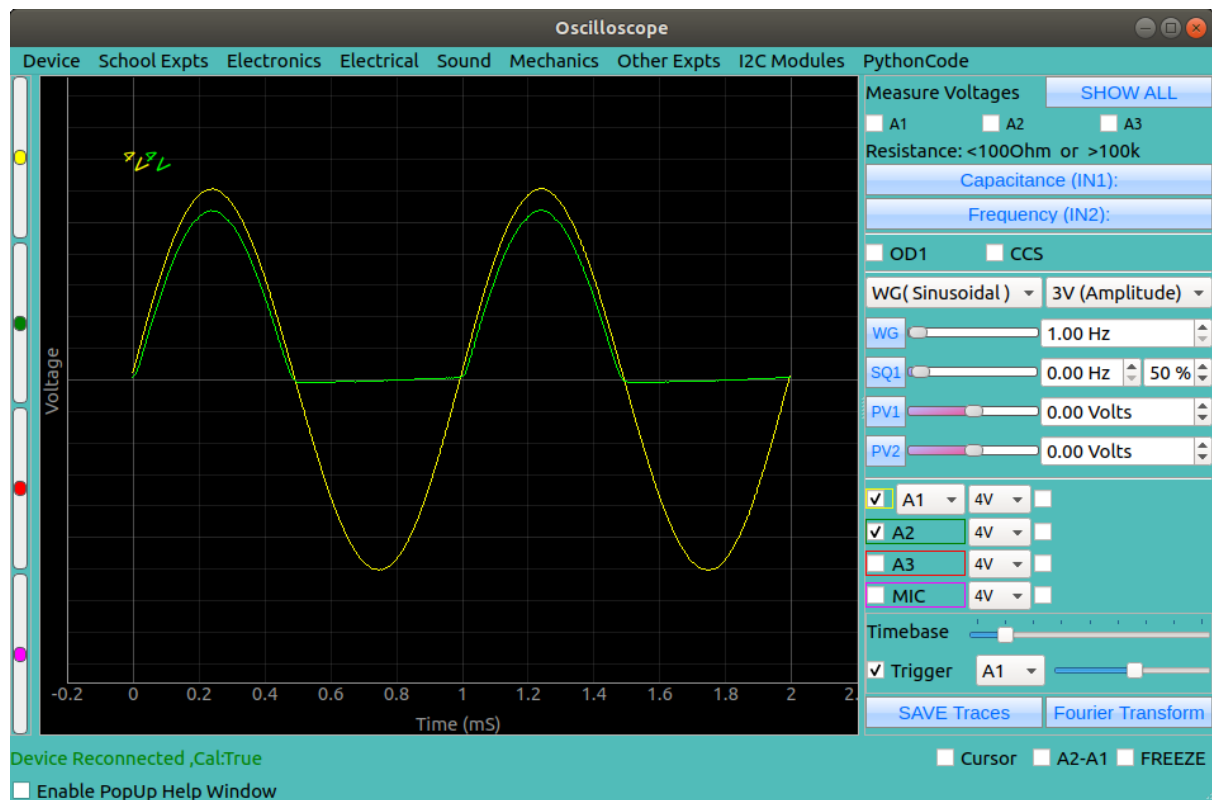 Oscilloscope
Device School Expts Electronics Electrical Sound Mechanics Other Expts I2C Modules PythonCode
Measure Voltages SHOW ALL
A1 A2 A3
Resistance: <100Ohm or >100k
Capacitance (IN1):
Frequency (IN2):
OD1 CCS
WG( Sinusoidal ) 3V (Amplitude)
WG 1.00 Hz
SQ1 0.00 Hz 50 %
PV1 0.00 Volts
PV2 0.00 Volts
A1 4V
A2 4V
A3 4V
MIC 4V
Timebase
Trigger A1
SAVE Traces Fourier Transform
Voltage
-0.2 0 0.2 0.4 0.6 0.8 1 1.2 1.4 1.6 1.8 2 2.
Time (mS)
Device Reconnected ,Cal:True
Cursor A2-A1 FREEZE
Enable PopUp Help Window